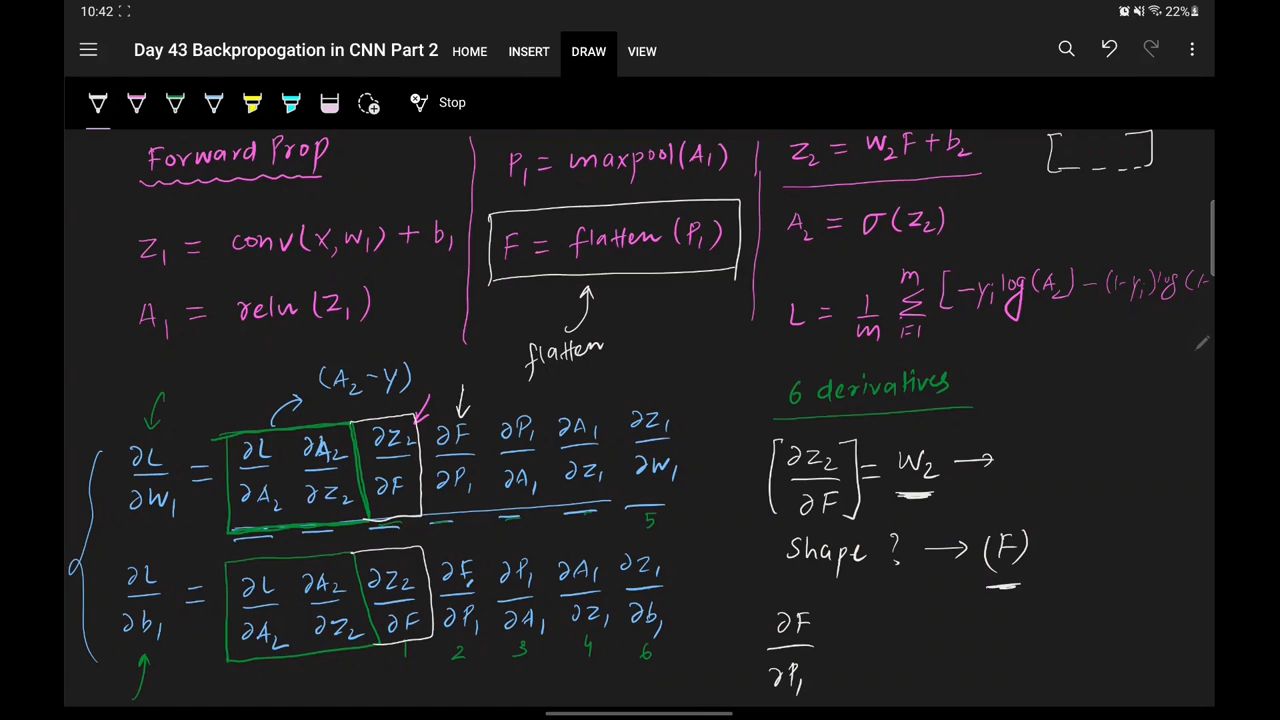 10:42
22%
Day 43 Backpropogation in CNN Part 2 HOME INSERT DRAW VIEW
Stop
Forward Prop
Z₁ = conv(X,W₁) + b₁
A₁ = relu (Z₁)
P₁ = maxpool(A₁)
F = flatten (P₁)
flatten
Z₂ = W₂F + b₂
A₂ = σ(Z₂)
L = 1/m Σ i=1 m [-yᵢ log(A₂) - (1-yᵢ) log(1-
(A₂-Y)
∂L/∂W₁ = ∂L/∂A₂ ∂A₂/∂Z₂ ∂Z₂/∂F ∂F/∂P₁ ∂P₁/∂A₁ ∂A₁/∂Z₁ ∂Z₁/∂W₁
5
∂L/∂b₁ = ∂L/∂A₂ ∂A₂/∂Z₂ ∂Z₂/∂F ∂F/∂P₁ ∂P₁/∂A₁ ∂A₁/∂Z₁ ∂Z₁/∂b₁
1 2 3 4 6
6 derivatives
[∂Z₂/∂F] = W₂ →
Shape ? → (F)
∂F/∂P₁